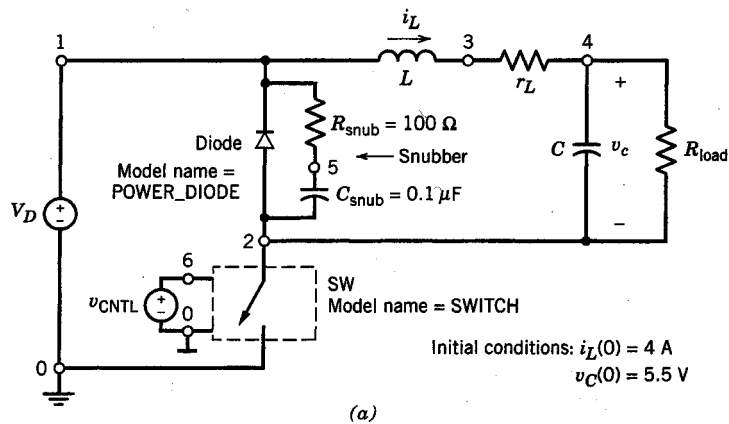 i_L
1
3
4
L
r_L
+
R_snub = 100 Ω
Diode
Snubber
C
v_c
R_load
Model name =
POWER_DIODE
5
C_snub = 0.1 μF
V_D
+
−
−
2
6
SW
v_CNTL
+
−
Model name = SWITCH
0
Initial conditions: i_L(0) = 4 A
0
v_C(0) = 5.5 V
(a)